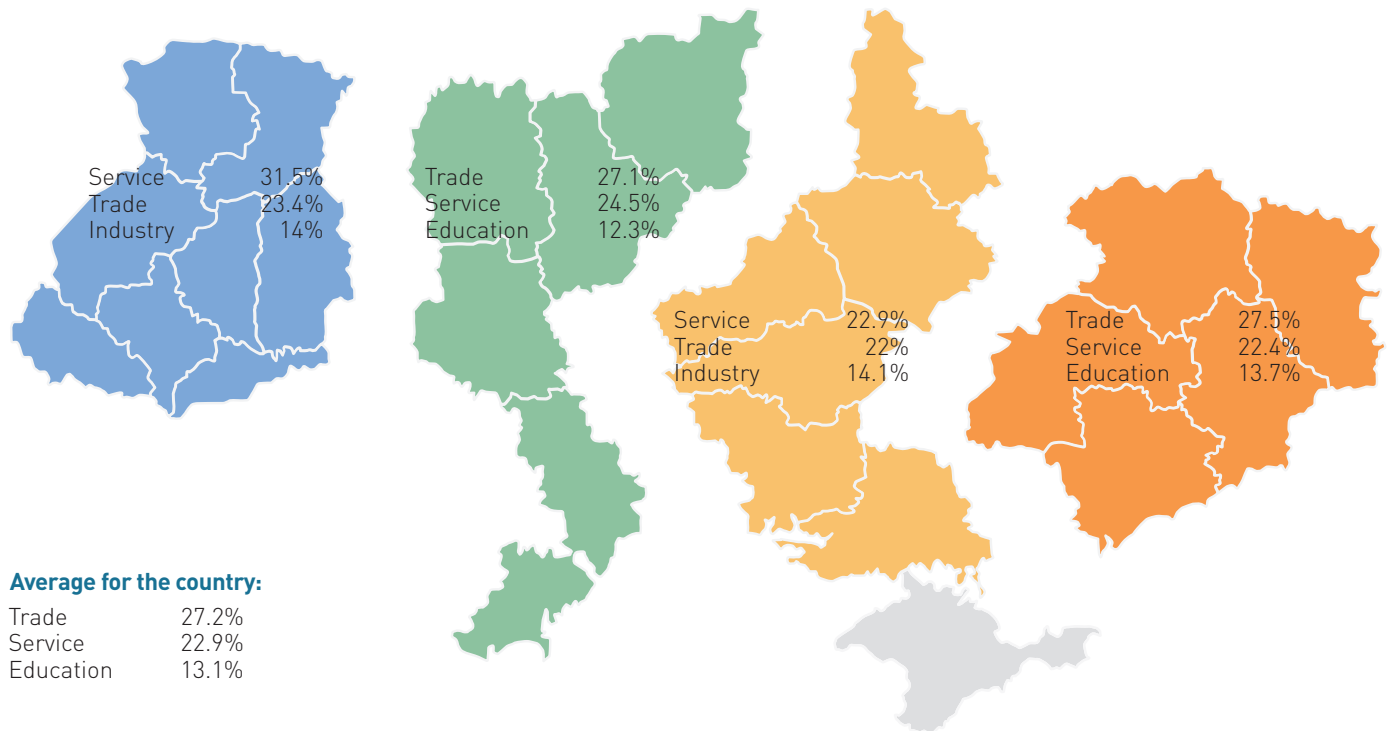 Service 31.5%
Trade 23.4%
Industry 14%
Trade 27.1%
Service 24.5%
Education 12.3%
Service 22.9%
Trade 22%
Industry 14.1%
Trade 27.5%
Service 22.4%
Education 13.7%
Average for the country:
Trade 27.2%
Service 22.9%
Education 13.1%